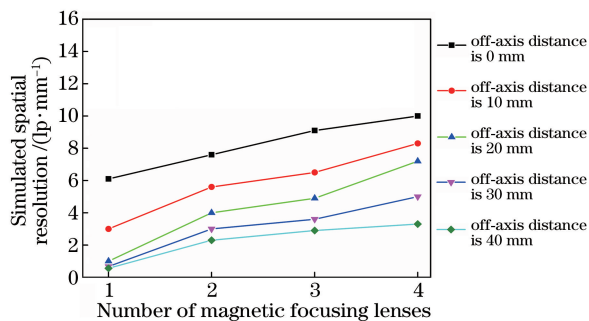 16
14
12
10
8
6
4
2
0
Simulated spatial
resolution /(lp·mm⁻¹)
1 2 3 4
Number of magnetic focusing lenses
off-axis distance
is 0 mm
off-axis distance
is 10 mm
off-axis distance
is 20 mm
off-axis distance
is 30 mm
off-axis distance
is 40 mm